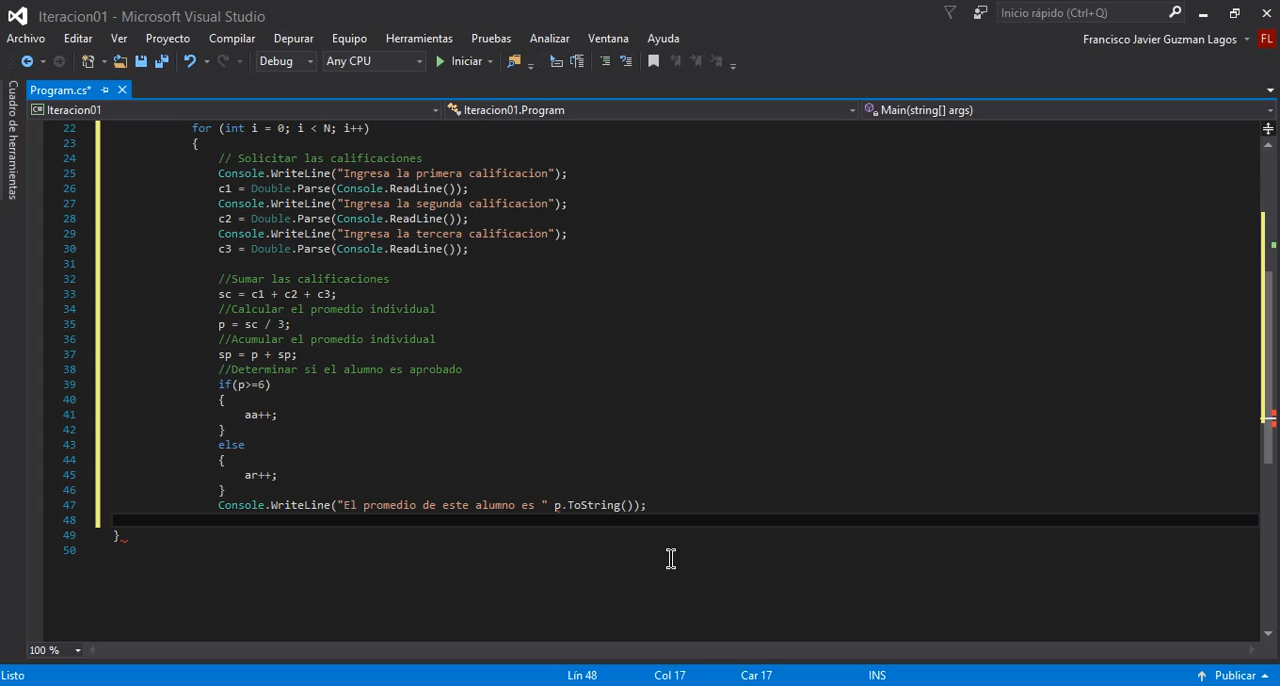 Iteracion01 - Microsoft Visual Studio
Inicio rápido (Ctrl+Q)
Archivo Editar Ver Proyecto Compilar Depurar Equipo Herramientas Pruebas Analizar Ventana Ayuda
Francisco Javier Guzman Lagos FL
Debug Any CPU Iniciar
Program.cs*
Cuadro de herramientas
Iteracion01 Iteracion01.Program Main(string[] args)
22 for (int i = 0; i < N; i++)
23 {
24 // Solicitar las calificaciones
25 Console.WriteLine("Ingresa la primera calificacion");
26 c1 = Double.Parse(Console.ReadLine());
27 Console.WriteLine("Ingresa la segunda calificacion");
28 c2 = Double.Parse(Console.ReadLine());
29 Console.WriteLine("Ingresa la tercera calificacion");
30 c3 = Double.Parse(Console.ReadLine());
31
32 //Sumar las calificaciones
33 sc = c1 + c2 + c3;
34 //Calcular el promedio individual
35 p = sc / 3;
36 //Acumular el promedio individual
37 sp = p + sp;
38 //Determinar si el alumno es aprobado
39 if(p>=6)
40 {
41 aa++;
42 }
43 else
44 {
45 ar++;
46 }
47 Console.WriteLine("El promedio de este alumno es " p.ToString());
48
49 }
50
100 %
Listo Lín 48 Col 17 Car 17 INS Publicar